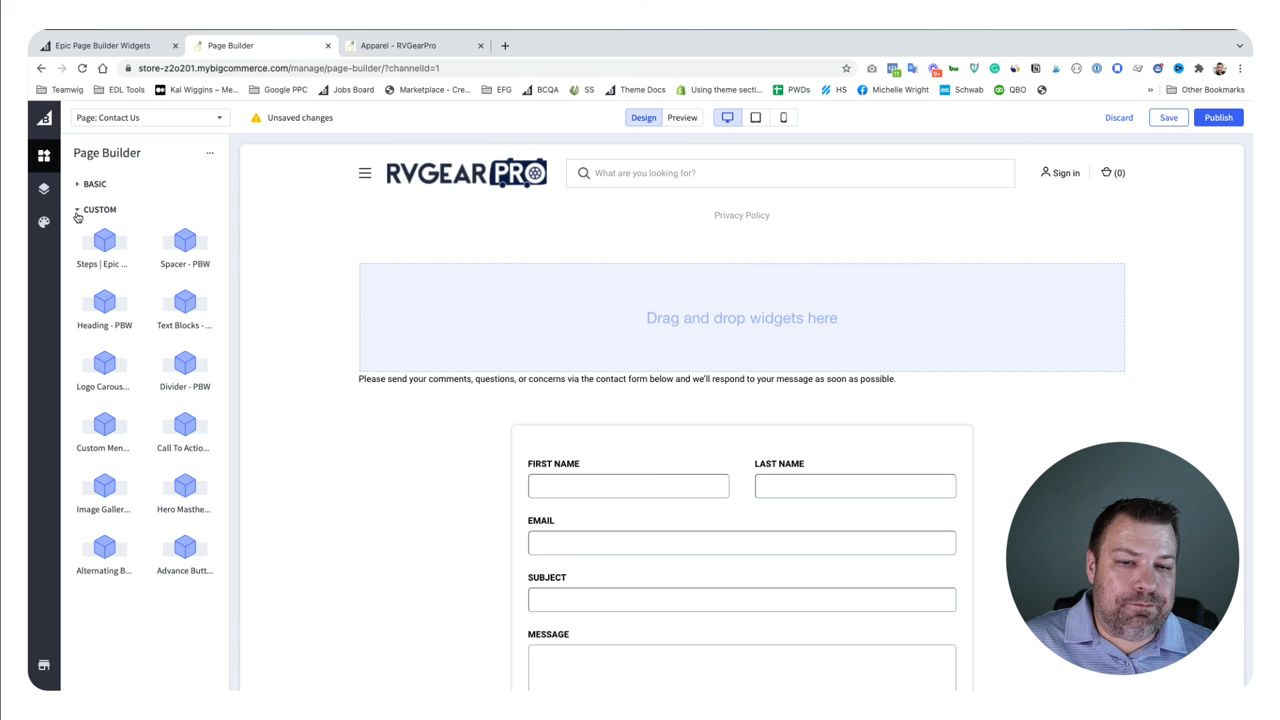 Epic Page Builder Widgets
Page Builder
Apparel - RVGearPro
store-z2o201.mybigcommerce.com/manage/page-builder/?channelId=1
Teamwig
EDL Tools
Kal Wiggins – Me...
Google PPC
Jobs Board
Marketplace - Cre...
EFG
BCQA
SS
Theme Docs
Using theme secti...
PWDs
HS
Michelle Wright
Schwab
QBO
»
Other Bookmarks
Page: Contact Us
Unsaved changes
Design
Preview
Discard
Save
Publish
Page Builder
...
BASIC
CUSTOM
Steps | Epic ...
Spacer - PBW
Heading - PBW
Text Blocks - ...
Logo Carous...
Divider - PBW
Custom Men...
Call To Actio...
Image Galler...
Hero Masthe...
Alternating B...
Advance Butt...
RVGEARPRO
What are you looking for?
Sign in
(0)
Privacy Policy
Drag and drop widgets here
Please send your comments, questions, or concerns via the contact form below and we'll respond to your message as soon as possible.
FIRST NAME
LAST NAME
EMAIL
SUBJECT
MESSAGE